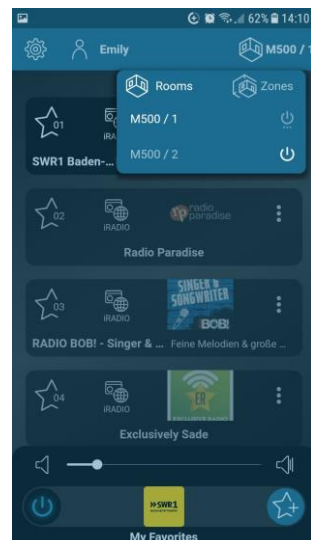 62% 14:10
Emily
M500 / 1
Rooms
Zones
M500 / 1
M500 / 2
01
SWR1 Baden-...
02
iRADIO
radio
paradise
Radio Paradise
03
iRADIO
SINGER &
SONGWRITER
BOB!
RADIO BOB! - Singer & ... Feine Melodien & große ...
04
iRADIO
ER
EXCLUSIVELY RADIO
Exclusively Sade
SWR1
My Favorites